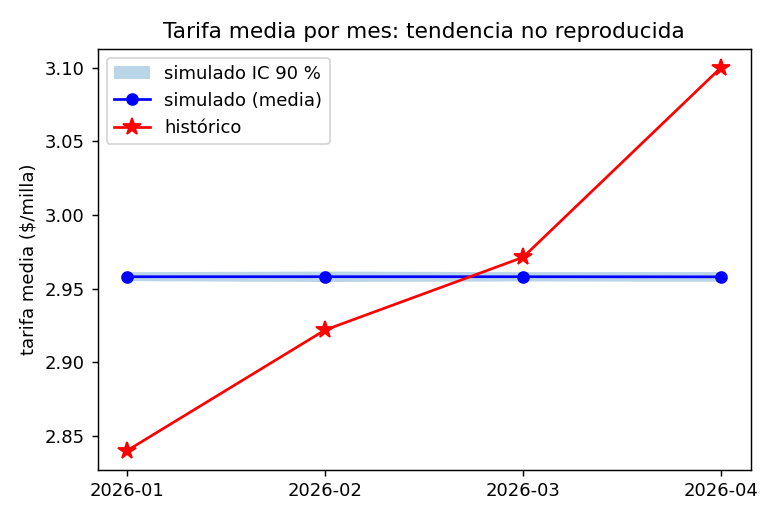 Tarifa media por mes: tendencia no reproducida
simulado IC 90 %
simulado (media)
histórico
tarifa media ($/milla)
3.10
3.05
3.00
2.95
2.90
2.85
2026-01
2026-02
2026-03
2026-04